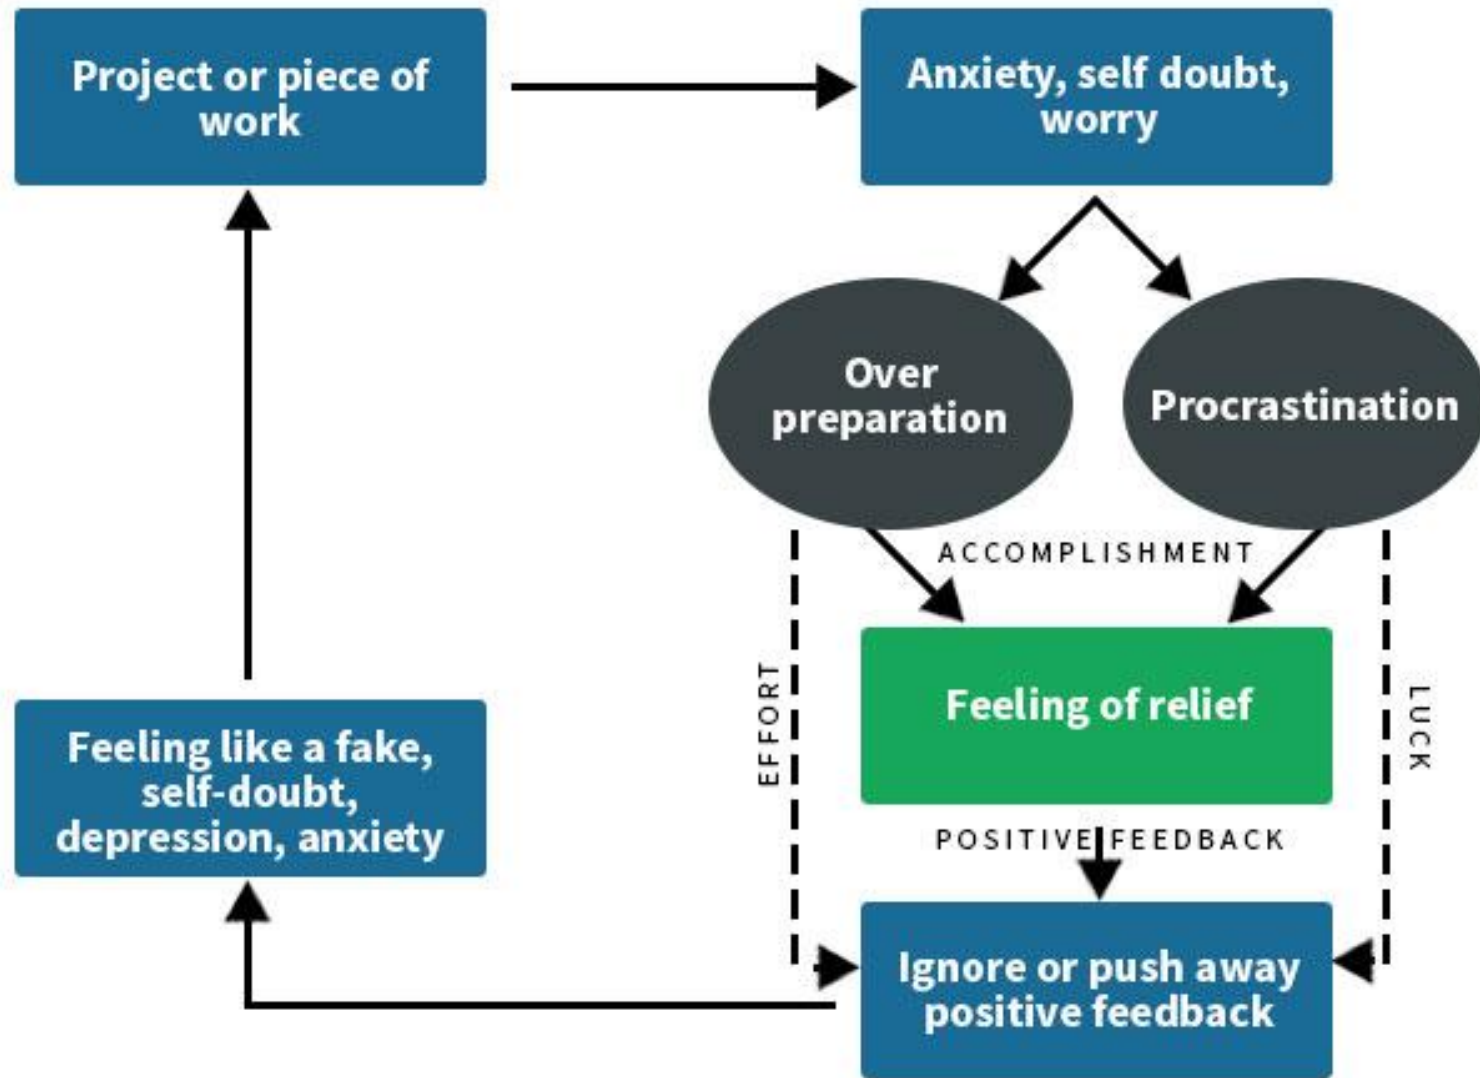 Project or piece of
work
Anxiety, self doubt,
worry
Over
preparation
Procrastination
ACCOMPLISHMENT
EFFORT
Feeling of relief
LUCK
POSITIVE FEEDBACK
Feeling like a fake,
self-doubt,
depression, anxiety
Ignore or push away
positive feedback